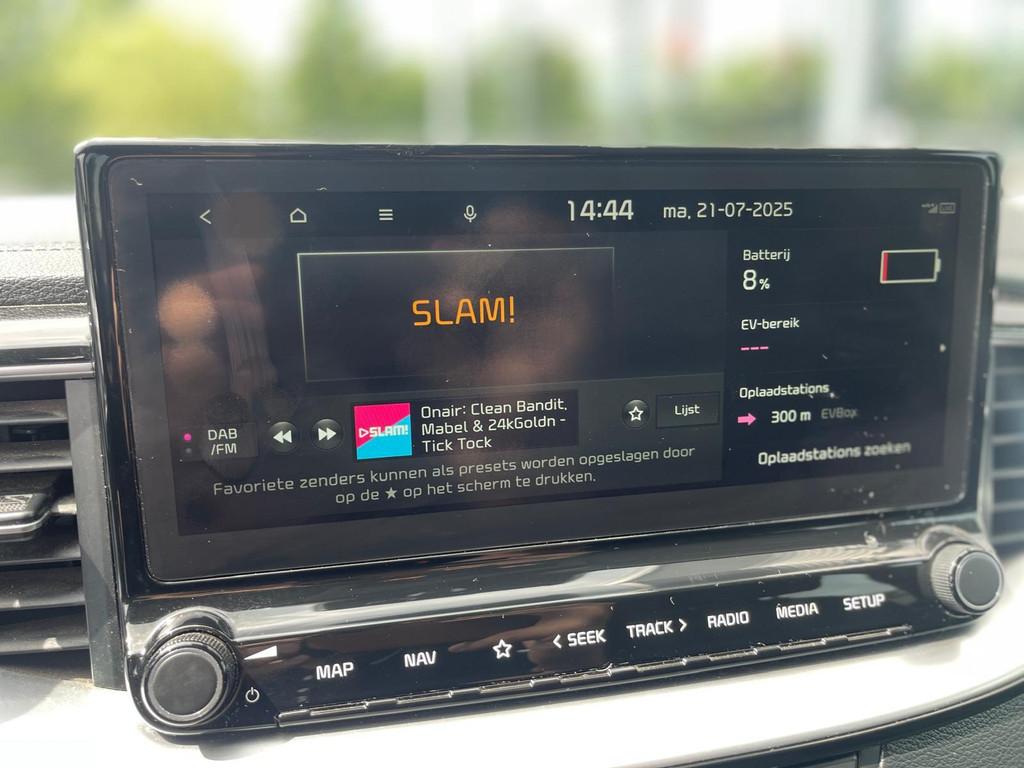 14:44 ma, 21-07-2025
SLAM!
Batterij
8%
EV-bereik
---
Oplaadstations
300 m EVBox
Oplaadstations zoeken
DAB
/FM
SLAM!
Onair: Clean Bandit,
Mabel & 24kGoldn -
Tick Tock
Lijst
Favoriete zenders kunnen als presets worden opgeslagen door
op de ★ op het scherm te drukken.
MAP NAV ☆ < SEEK TRACK > RADIO MEDIA SETUP